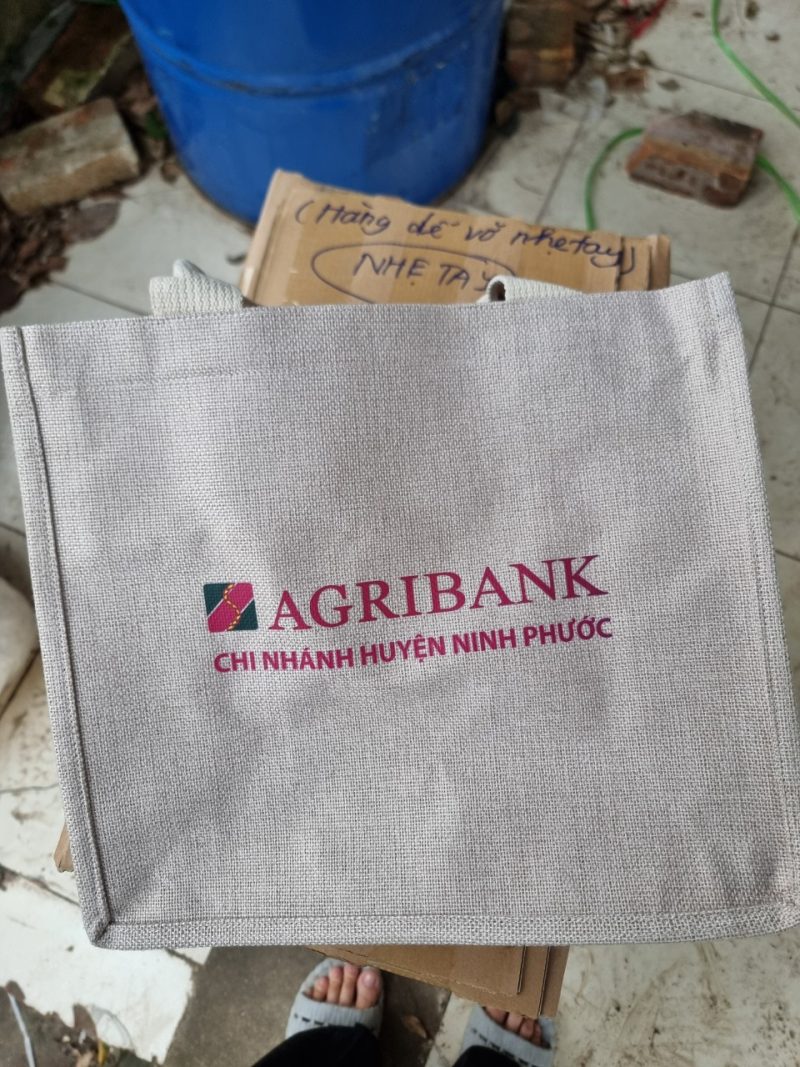 (Hàng dễ vỡ nhẹ tay)
NHẸ TAY
AGRIBANK
CHI NHÁNH HUYỆN NINH PHƯỚC